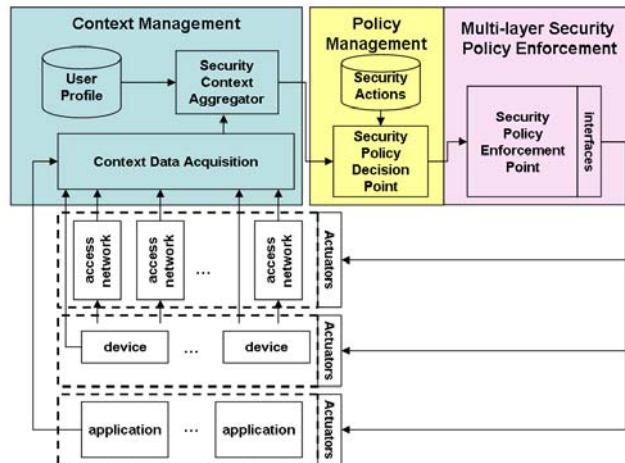 Context Management
User
Profile
Security
Context
Aggregator
Context Data Acquisition
Policy
Management
Security
Actions
Security
Policy
Decision
Point
Multi-layer Security
Policy Enforcement
Security
Policy
Enforcement
Point
interfaces
access
network
access
network
...
access
network
Actuators
device
...
device
Actuators
application
...
application
Actuators